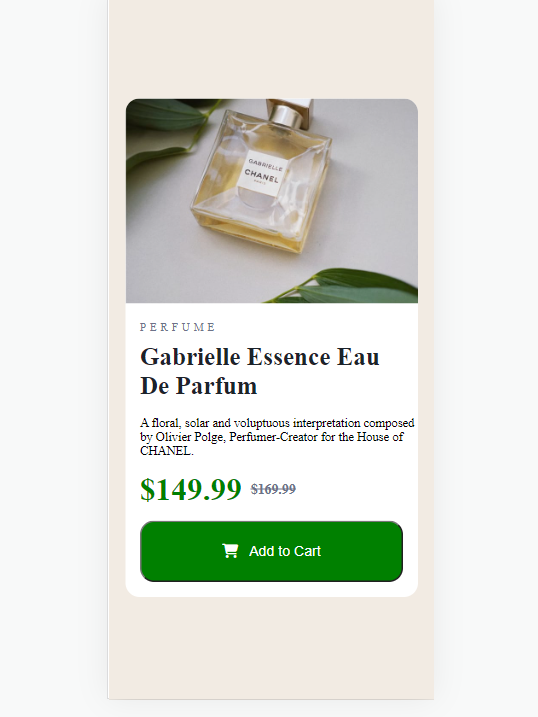 GABRIELLE
CHANEL
PARIS
PERFUME
Gabrielle Essence Eau
De Parfum
A floral, solar and voluptuous interpretation composed
by Olivier Polge, Perfumer-Creator for the House of
CHANEL.
$149.99 $169.99
Add to Cart